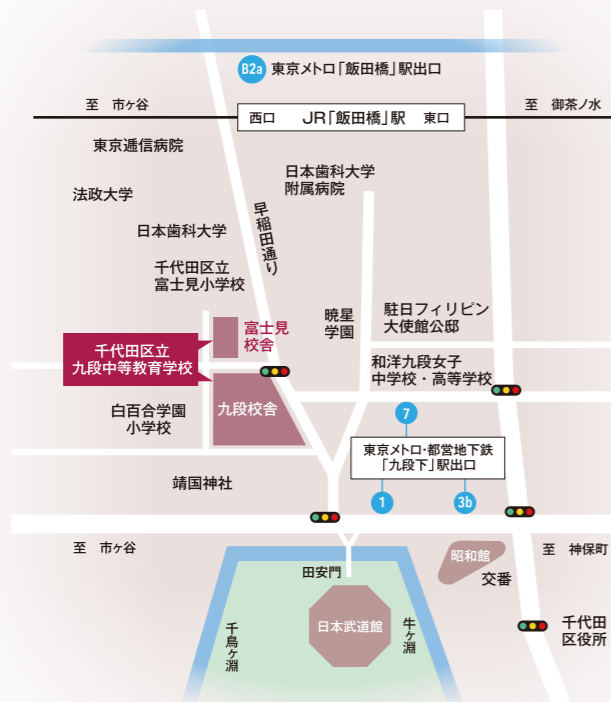 B2a 東京メトロ「飯田橋」駅出口
至 市ヶ谷
西口 JR「飯田橋」駅 東口
至 御茶ノ水
東京逓信病院
日本歯科大学
附属病院
法政大学
早稲田通り
日本歯科大学
千代田区立
富士見小学校
暁星
学園
駐日フィリピン
大使館公邸
富士見
校舎
千代田区立
九段中等教育学校
和洋九段女子
中学校・高等学校
九段校舎
白百合学園
小学校
7
東京メトロ・都営地下鉄
「九段下」駅出口
靖国神社
1
3b
至 市ヶ谷
昭和館
至 神保町
田安門
交番
日本武道館
千鳥ヶ淵
牛ヶ淵
千代田
区役所